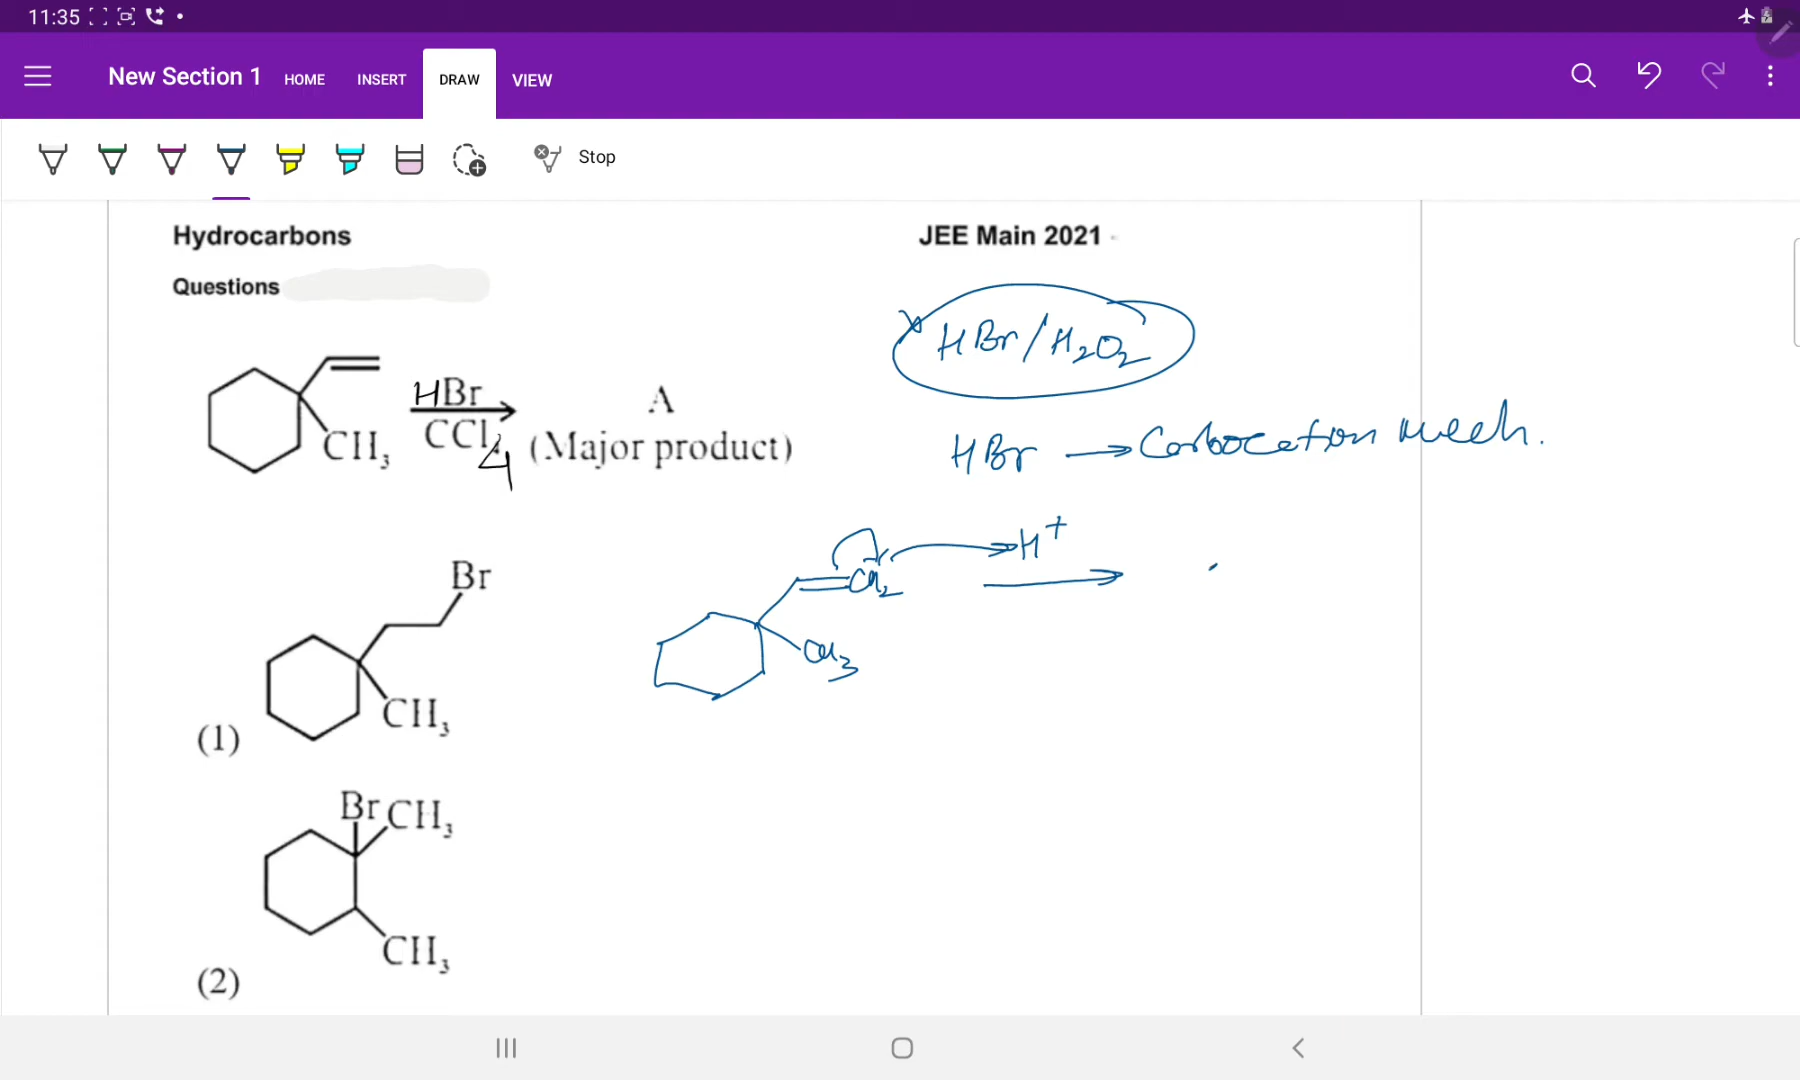 11:35
New Section 1 HOME INSERT DRAW VIEW
Stop
Hydrocarbons
JEE Main 2021
Questions
HBr/H₂O₂
CH₃
HBr
CCl₄
A
(Major product)
HBr → Carbocation mech.
CH₂
H⁺
CH₃
Br
CH₃
(1)
Br CH₃
CH₃
(2)